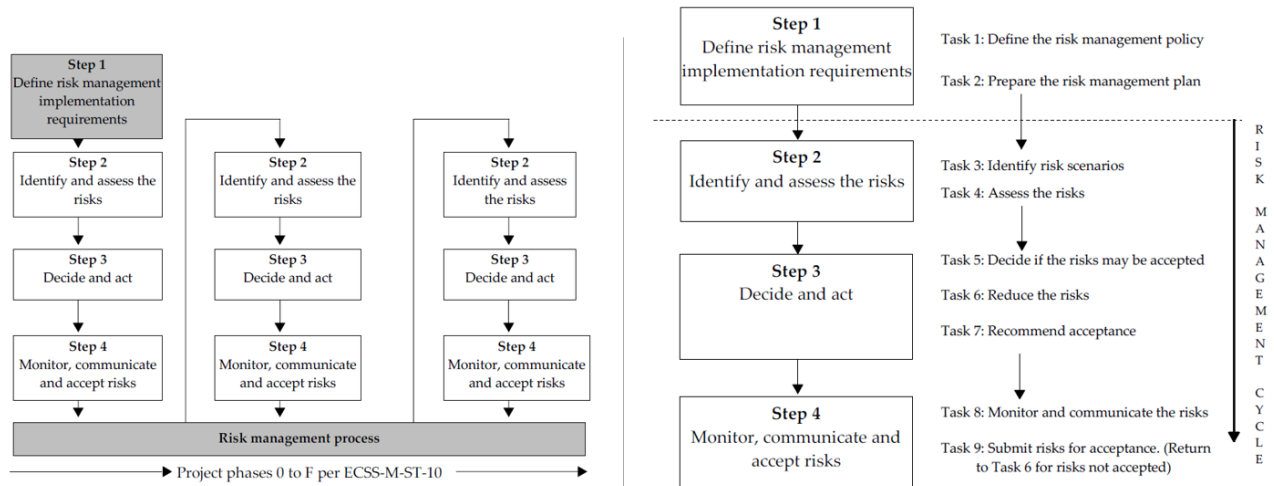 Step 1
Define risk management
implementation
requirements
Step 2
Identify and assess the
risks
Step 3
Decide and act
Step 4
Monitor, communicate
and accept risks
Step 2
Identify and assess the
risks
Step 3
Decide and act
Step 4
Monitor, communicate
and accept risks
Step 2
Identify and assess
the risks
Step 3
Decide and act
Step 4
Monitor, communicate
and accept risks
Risk management process
Project phases 0 to F per ECSS-M-ST-10
Step 1
Define risk management
implementation requirements
Task 1: Define the risk management policy
Task 2: Prepare the risk management plan
Step 2
Identify and assess the risks
Task 3: Identify risk scenarios
Task 4: Assess the risks
Step 3
Decide and act
Task 5: Decide if the risks may be accepted
Task 6: Reduce the risks
Task 7: Recommend acceptance
Step 4
Monitor, communicate and
accept risks
Task 8: Monitor and communicate the risks
Task 9: Submit risks for acceptance. (Return
to Task 6 for risks not accepted)
RISK MANAGEMENT CYCLE